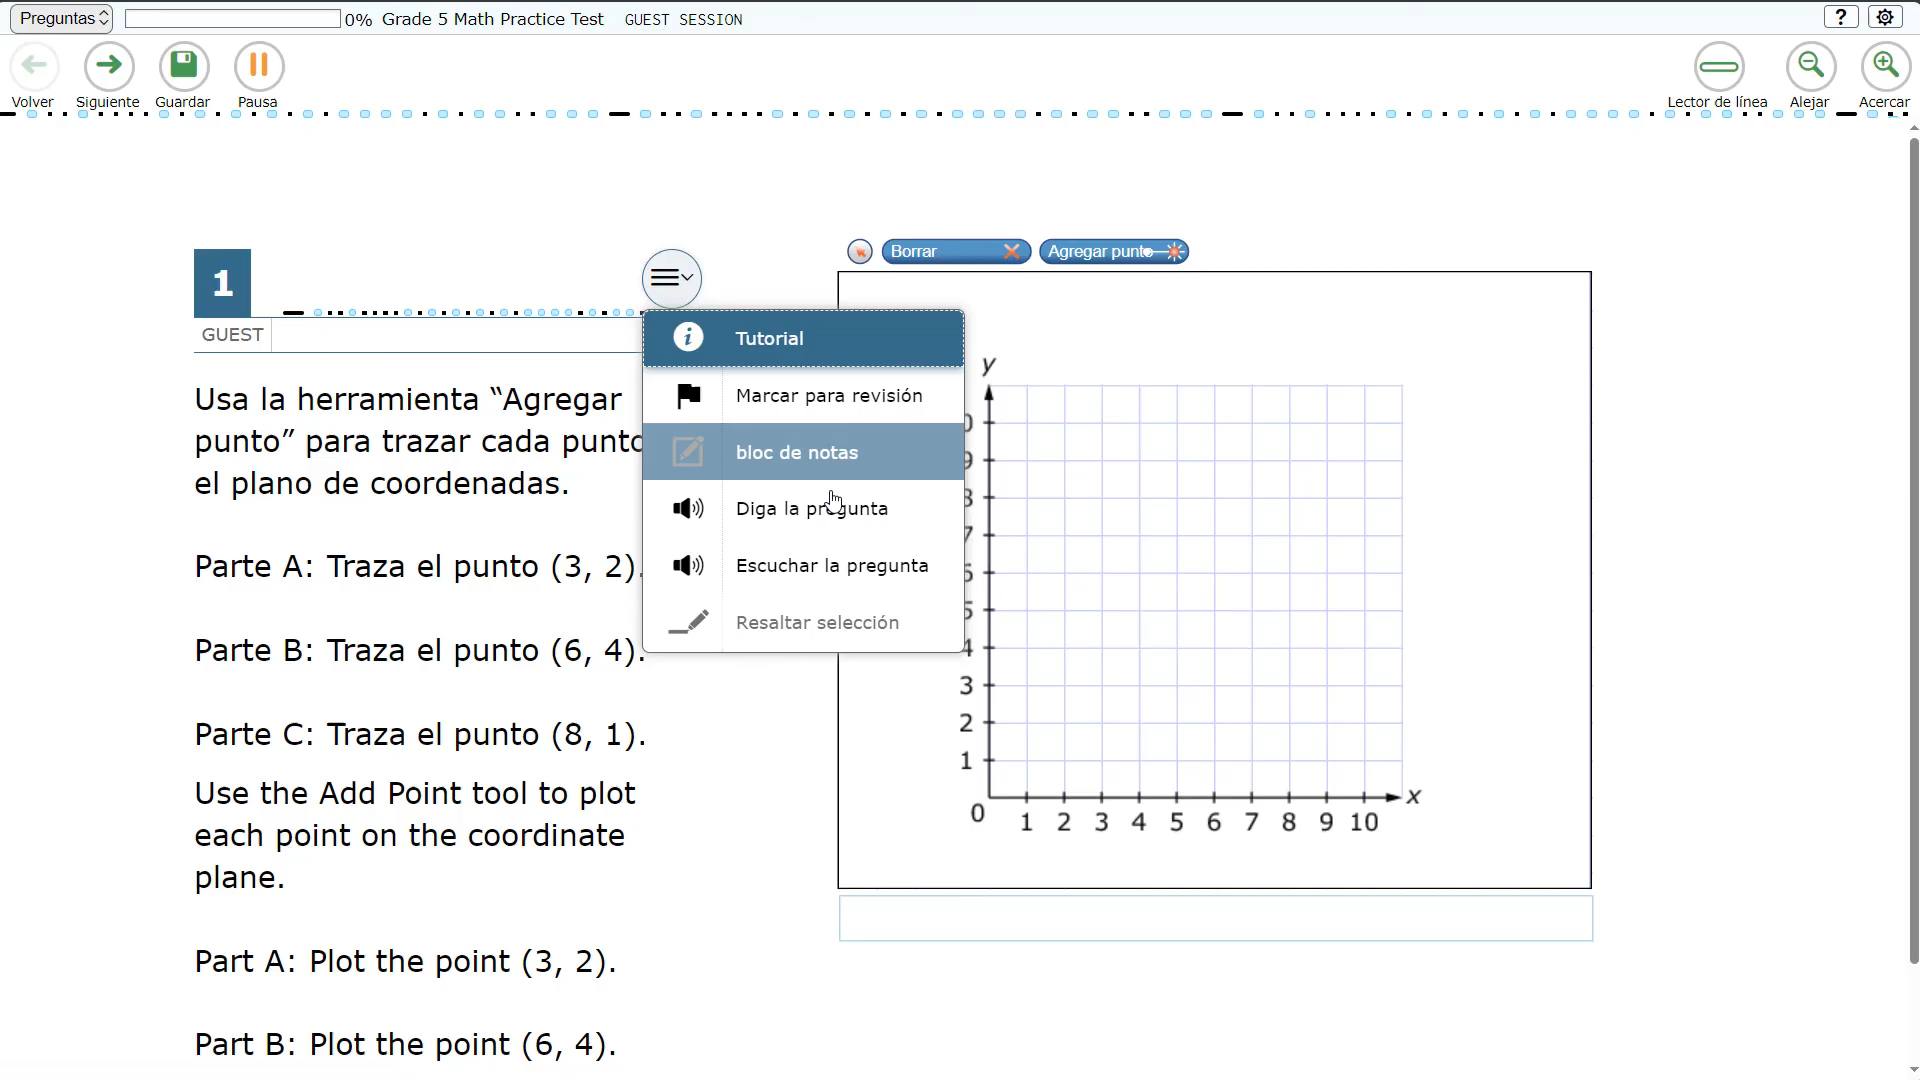 Preguntas
0% Grade 5 Math Practice Test GUEST SESSION
?
Volver
Siguiente
Guardar
Pausa
Lector de línea
Alejar
Acercar
1
GUEST
Usa la herramienta “Agregar
punto” para trazar cada punto
el plano de coordenadas.
Parte A: Traza el punto (3, 2).
Parte B: Traza el punto (6, 4).
Parte C: Traza el punto (8, 1).
Use the Add Point tool to plot
each point on the coordinate
plane.
Part A: Plot the point (3, 2).
Part B: Plot the point (6, 4).
Tutorial
Marcar para revisión
bloc de notas
Diga la pregunta
Escuchar la pregunta
Resaltar selección
Borrar
Agregar punto
y
9
8
7
6
5
4
3
2
1
0
1 2 3 4 5 6 7 8 9 10
x